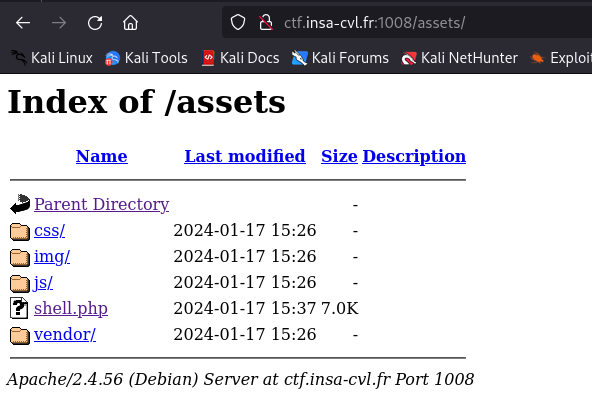 ctf.insa-cvl.fr:1008/assets/
Kali Linux Kali Tools Kali Docs Kali Forums Kali NetHunter Exploit
Index of /assets
Name Last modified Size Description
Parent Directory -
css/ 2024-01-17 15:26 -
img/ 2024-01-17 15:26 -
js/ 2024-01-17 15:26 -
shell.php 2024-01-17 15:37 7.0K
vendor/ 2024-01-17 15:26 -
Apache/2.4.56 (Debian) Server at ctf.insa-cvl.fr Port 1008